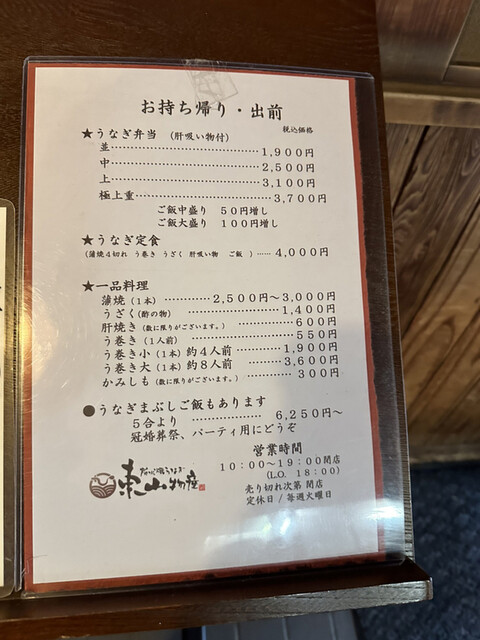 お持ち帰り・出前
税込価格
★うなぎ弁当 (肝吸い物付)
並……………………………1,900円
中……………………………2,500円
上……………………………3,100円
極上重………………………3,700円
ご飯中盛り 50円増し
ご飯大盛り 100円増し
★うなぎ定食
(蒲焼4切れ う巻き うざく 肝吸い物 ご飯 )……4,000円
★一品料理
蒲焼(1本)…………2,500円〜3,000円
うざく(酢の物)……………………1,400円
肝焼き(数に限りがございます。)…………600円
う巻き(1人前)……………………550円
う巻き小(1本)約4人前…………1,900円
う巻き大(1本)約8人前…………3,600円
かみしも(数に限りがございます。)…………300円
●うなぎまぶしご飯もあります
5合より……………………6,250円〜
冠婚葬祭、パーティ用にどうぞ
営業時間
10:00〜19:00閉店
(LO. 18:00)
売り切れ次第 閉店
定休日/毎週火曜日
東山物産